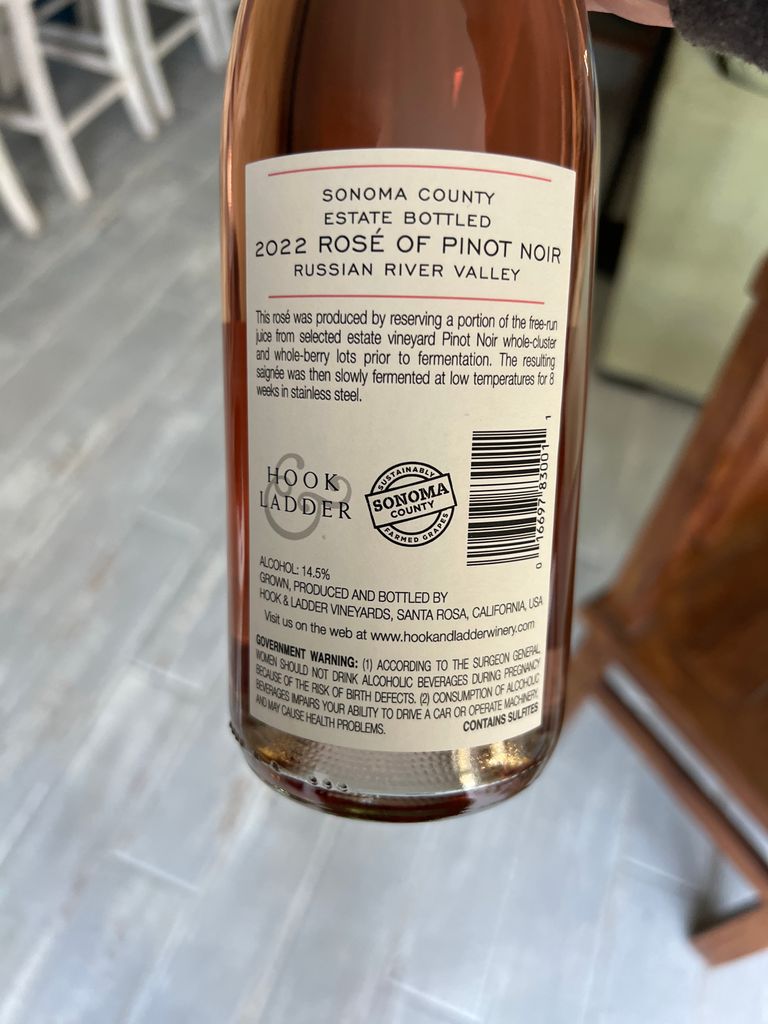 SONOMA COUNTY
ESTATE BOTTLED
2022 ROSÉ OF PINOT NOIR
RUSSIAN RIVER VALLEY
This rosé was produced by reserving a portion of the free-run
juice from selected estate vineyard Pinot Noir whole-cluster
and whole-berry lots prior to fermentation. The resulting
saignée was then slowly fermented at low temperatures for 8
weeks in stainless steel.
&
HOOK
LADDER
SUSTAINABLY
SONOMA
COUNTY
FARMED GRAPES
0 16697 83001 1
ALCOHOL: 14.5%
GROWN, PRODUCED AND BOTTLED BY
HOOK & LADDER VINEYARDS, SANTA ROSA, CALIFORNIA, USA
Visit us on the web at www.hookandladderwinery.com
GOVERNMENT WARNING: (1) ACCORDING TO THE SURGEON GENERAL,
WOMEN SHOULD NOT DRINK ALCOHOLIC BEVERAGES DURING PREGNANCY
BECAUSE OF THE RISK OF BIRTH DEFECTS. (2) CONSUMPTION OF ALCOHOLIC
BEVERAGES IMPAIRS YOUR ABILITY TO DRIVE A CAR OR OPERATE MACHINERY,
AND MAY CAUSE HEALTH PROBLEMS.
CONTAINS SULFITES